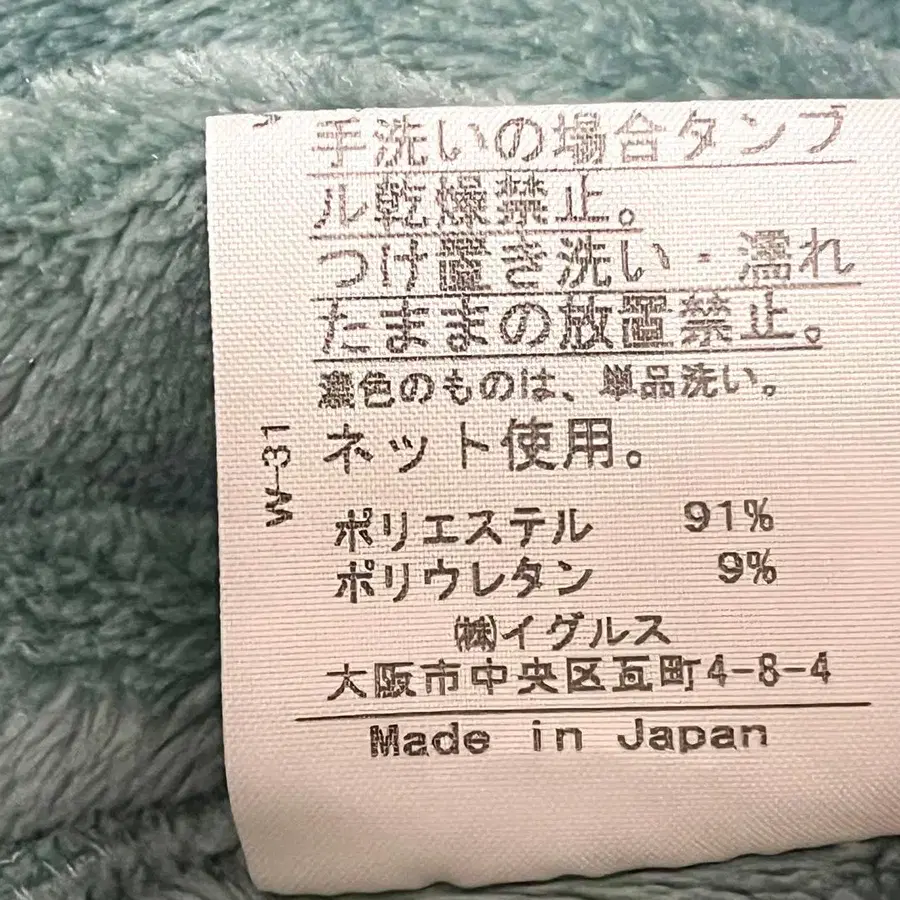 手洗いの場合タンブ
ル乾燥禁止。
つけ置き洗い・濡れ
たままの放置禁止。
濃色のものは、単品洗い。
ネット使用。
W-31
ポリエステル 91%
ポリウレタン 9%
㈱イグルス
大阪市中央区瓦町4-8-4
Made in Japan